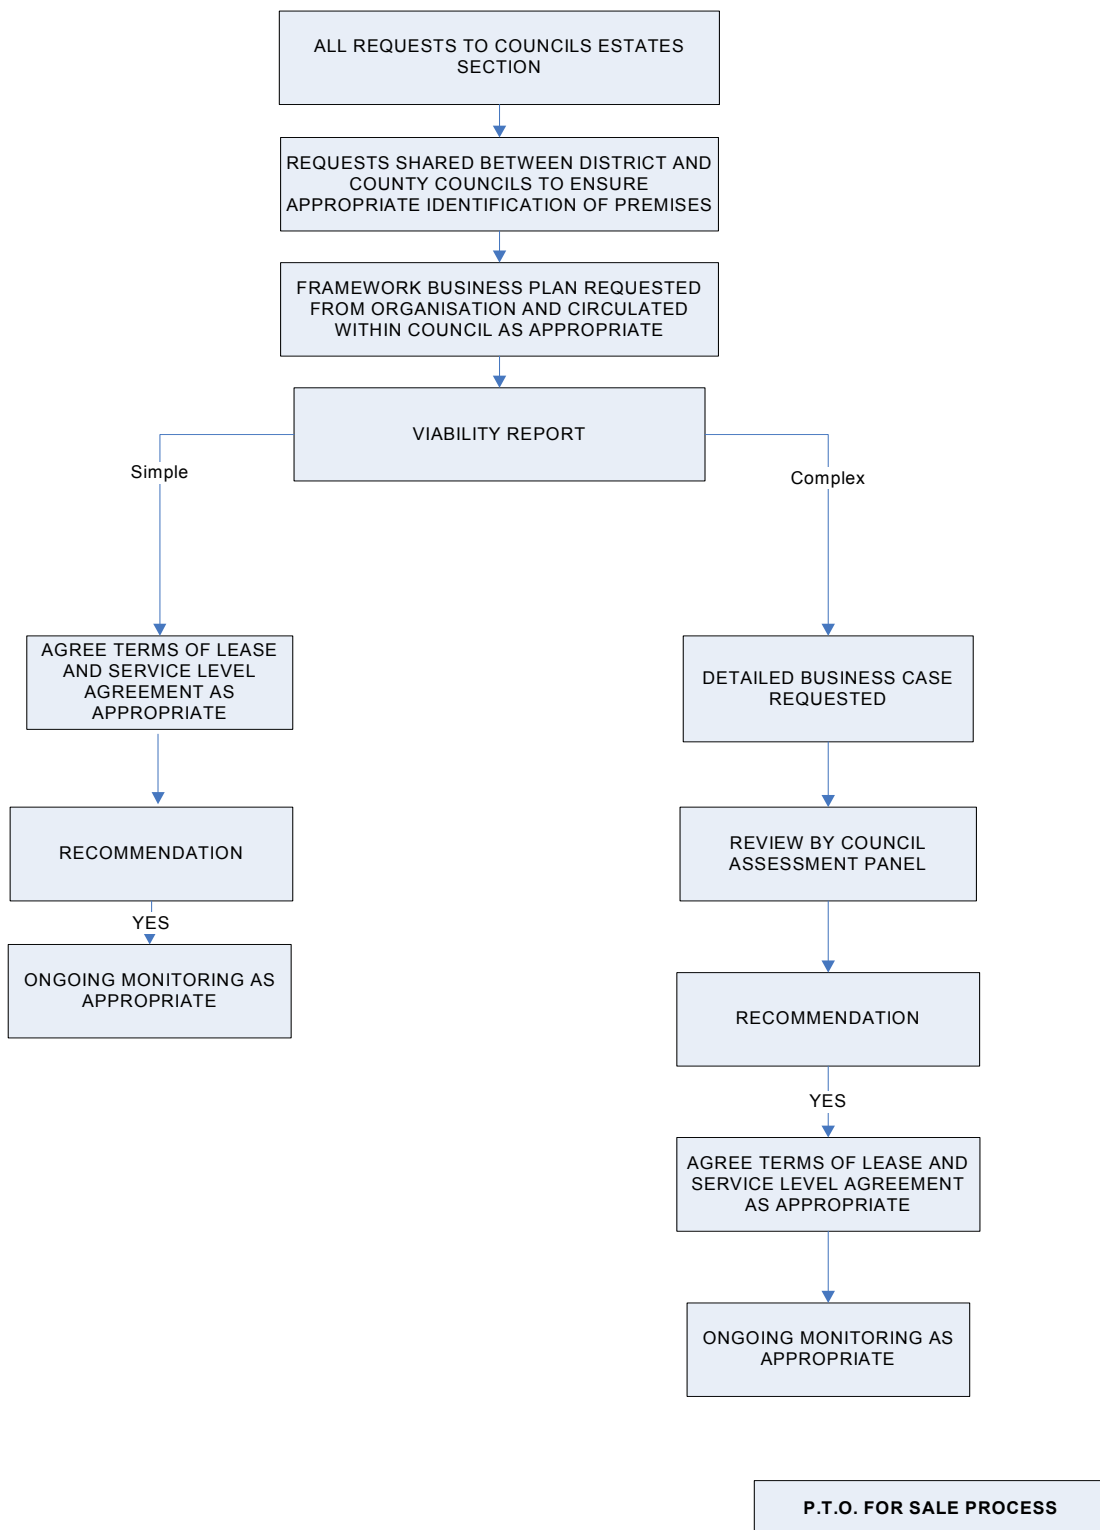 ALL REQUESTS TO COUNCILS ESTATES
SECTION
REQUESTS SHARED BETWEEN DISTRICT AND
COUNTY COUNCILS TO ENSURE
APPROPRIATE IDENTIFICATION OF PREMISES
FRAMEWORK BUSINESS PLAN REQUESTED
FROM ORGANISATION AND CIRCULATED
WITHIN COUNCIL AS APPROPRIATE
VIABILITY REPORT
Simple
AGREE TERMS OF LEASE
AND SERVICE LEVEL
AGREEMENT AS
APPROPRIATE
RECOMMENDATION
YES
ONGOING MONITORING AS
APPROPRIATE
Complex
DETAILED BUSINESS CASE
REQUESTED
REVIEW BY COUNCIL
ASSESSMENT PANEL
RECOMMENDATION
YES
AGREE TERMS OF LEASE AND
SERVICE LEVEL AGREEMENT
AS APPROPRIATE
ONGOING MONITORING AS
APPROPRIATE
P.T.O. FOR SALE PROCESS